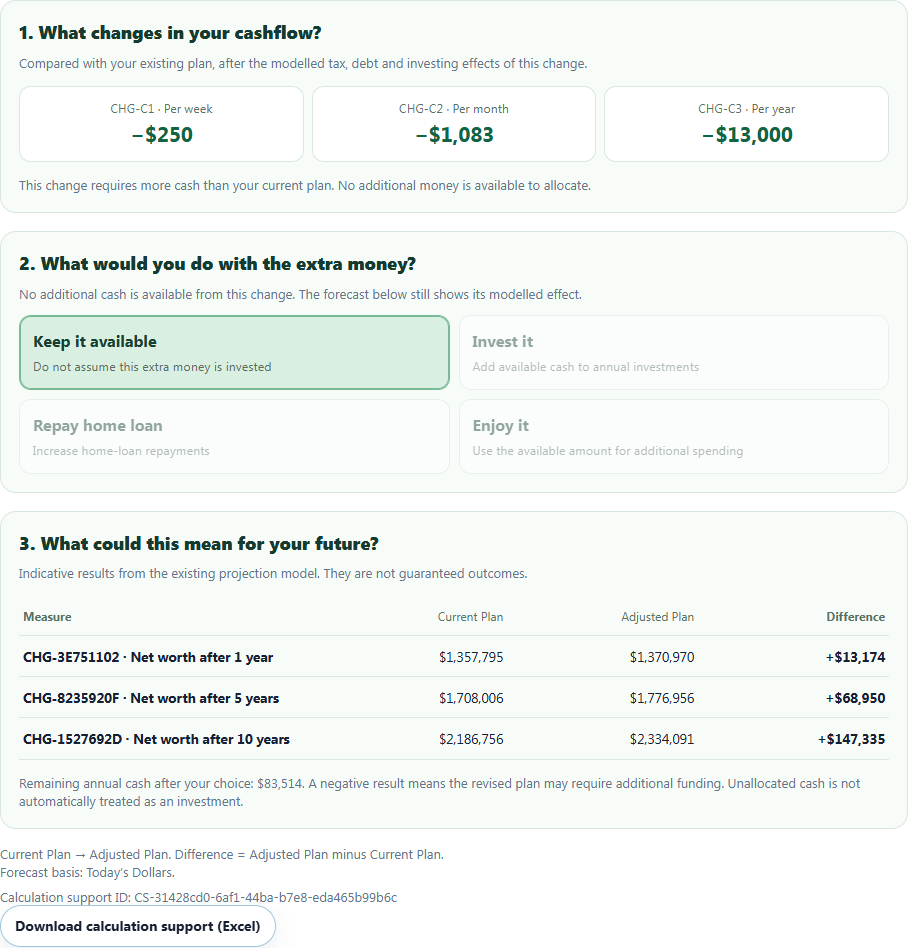 1. What changes in your cashflow?
Compared with your existing plan, after the modelled tax, debt and investing effects of this change.
CHG-C1 · Per week
−$250
CHG-C2 · Per month
−$1,083
CHG-C3 · Per year
−$13,000
This change requires more cash than your current plan. No additional money is available to allocate.
2. What would you do with the extra money?
No additional cash is available from this change. The forecast below still shows its modelled effect.
Keep it available
Do not assume this extra money is invested
Invest it
Add available cash to annual investments
Repay home loan
Increase home-loan repayments
Enjoy it
Use the available amount for additional spending
3. What could this mean for your future?
Indicative results from the existing projection model. They are not guaranteed outcomes.
Measure Current Plan Adjusted Plan Difference
CHG-3E751102 · Net worth after 1 year $1,357,795 $1,370,970 +$13,174
CHG-8235920F · Net worth after 5 years $1,708,006 $1,776,956 +$68,950
CHG-1527692D · Net worth after 10 years $2,186,756 $2,334,091 +$147,335
Remaining annual cash after your choice: $83,514. A negative result means the revised plan may require additional funding. Unallocated cash is not
automatically treated as an investment.
Current Plan → Adjusted Plan. Difference = Adjusted Plan minus Current Plan.
Forecast basis: Today's Dollars.
Calculation support ID: CS-31428cd0-6af1-44ba-b7e8-eda465b99b6c
Download calculation support (Excel)